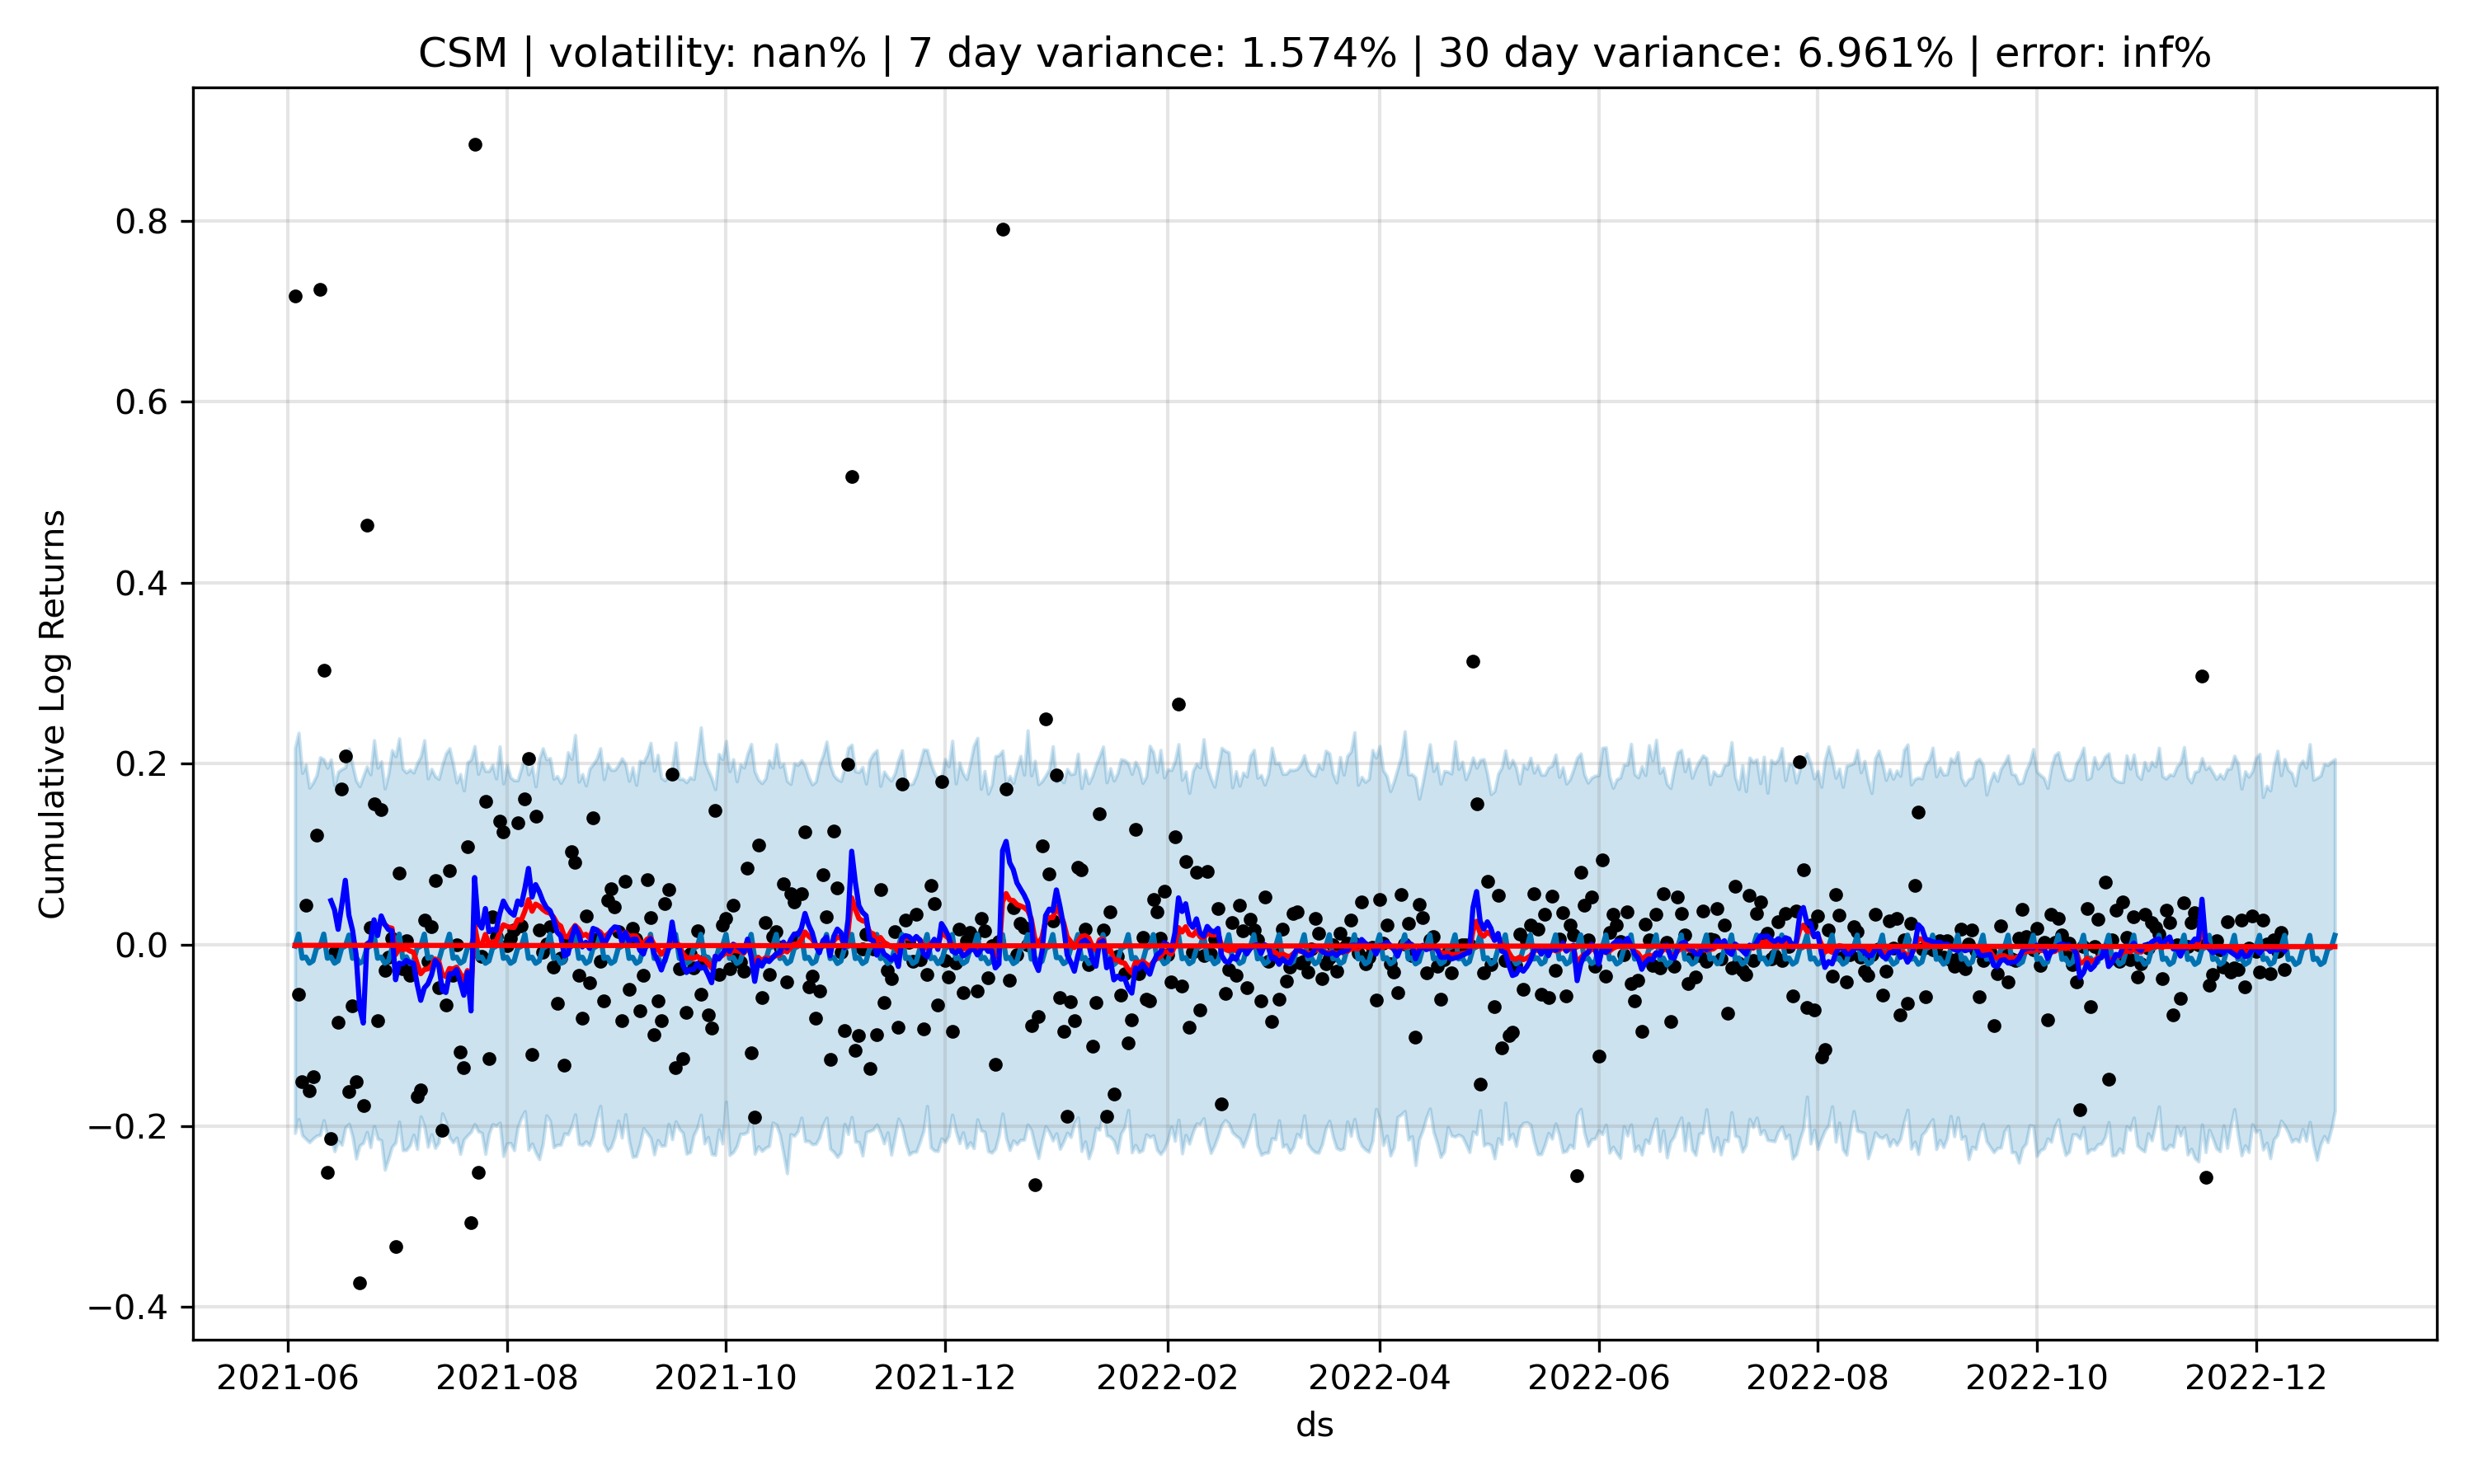 CSM | volatility: nan% | 7 day variance: 1.574% | 30 day variance: 6.961% | error: inf%
Cumulative Log Returns
0.8
0.6
0.4
0.2
0.0
−0.2
−0.4
2021-06 2021-08 2021-10 2021-12 2022-02 2022-04 2022-06 2022-08 2022-10 2022-12
ds